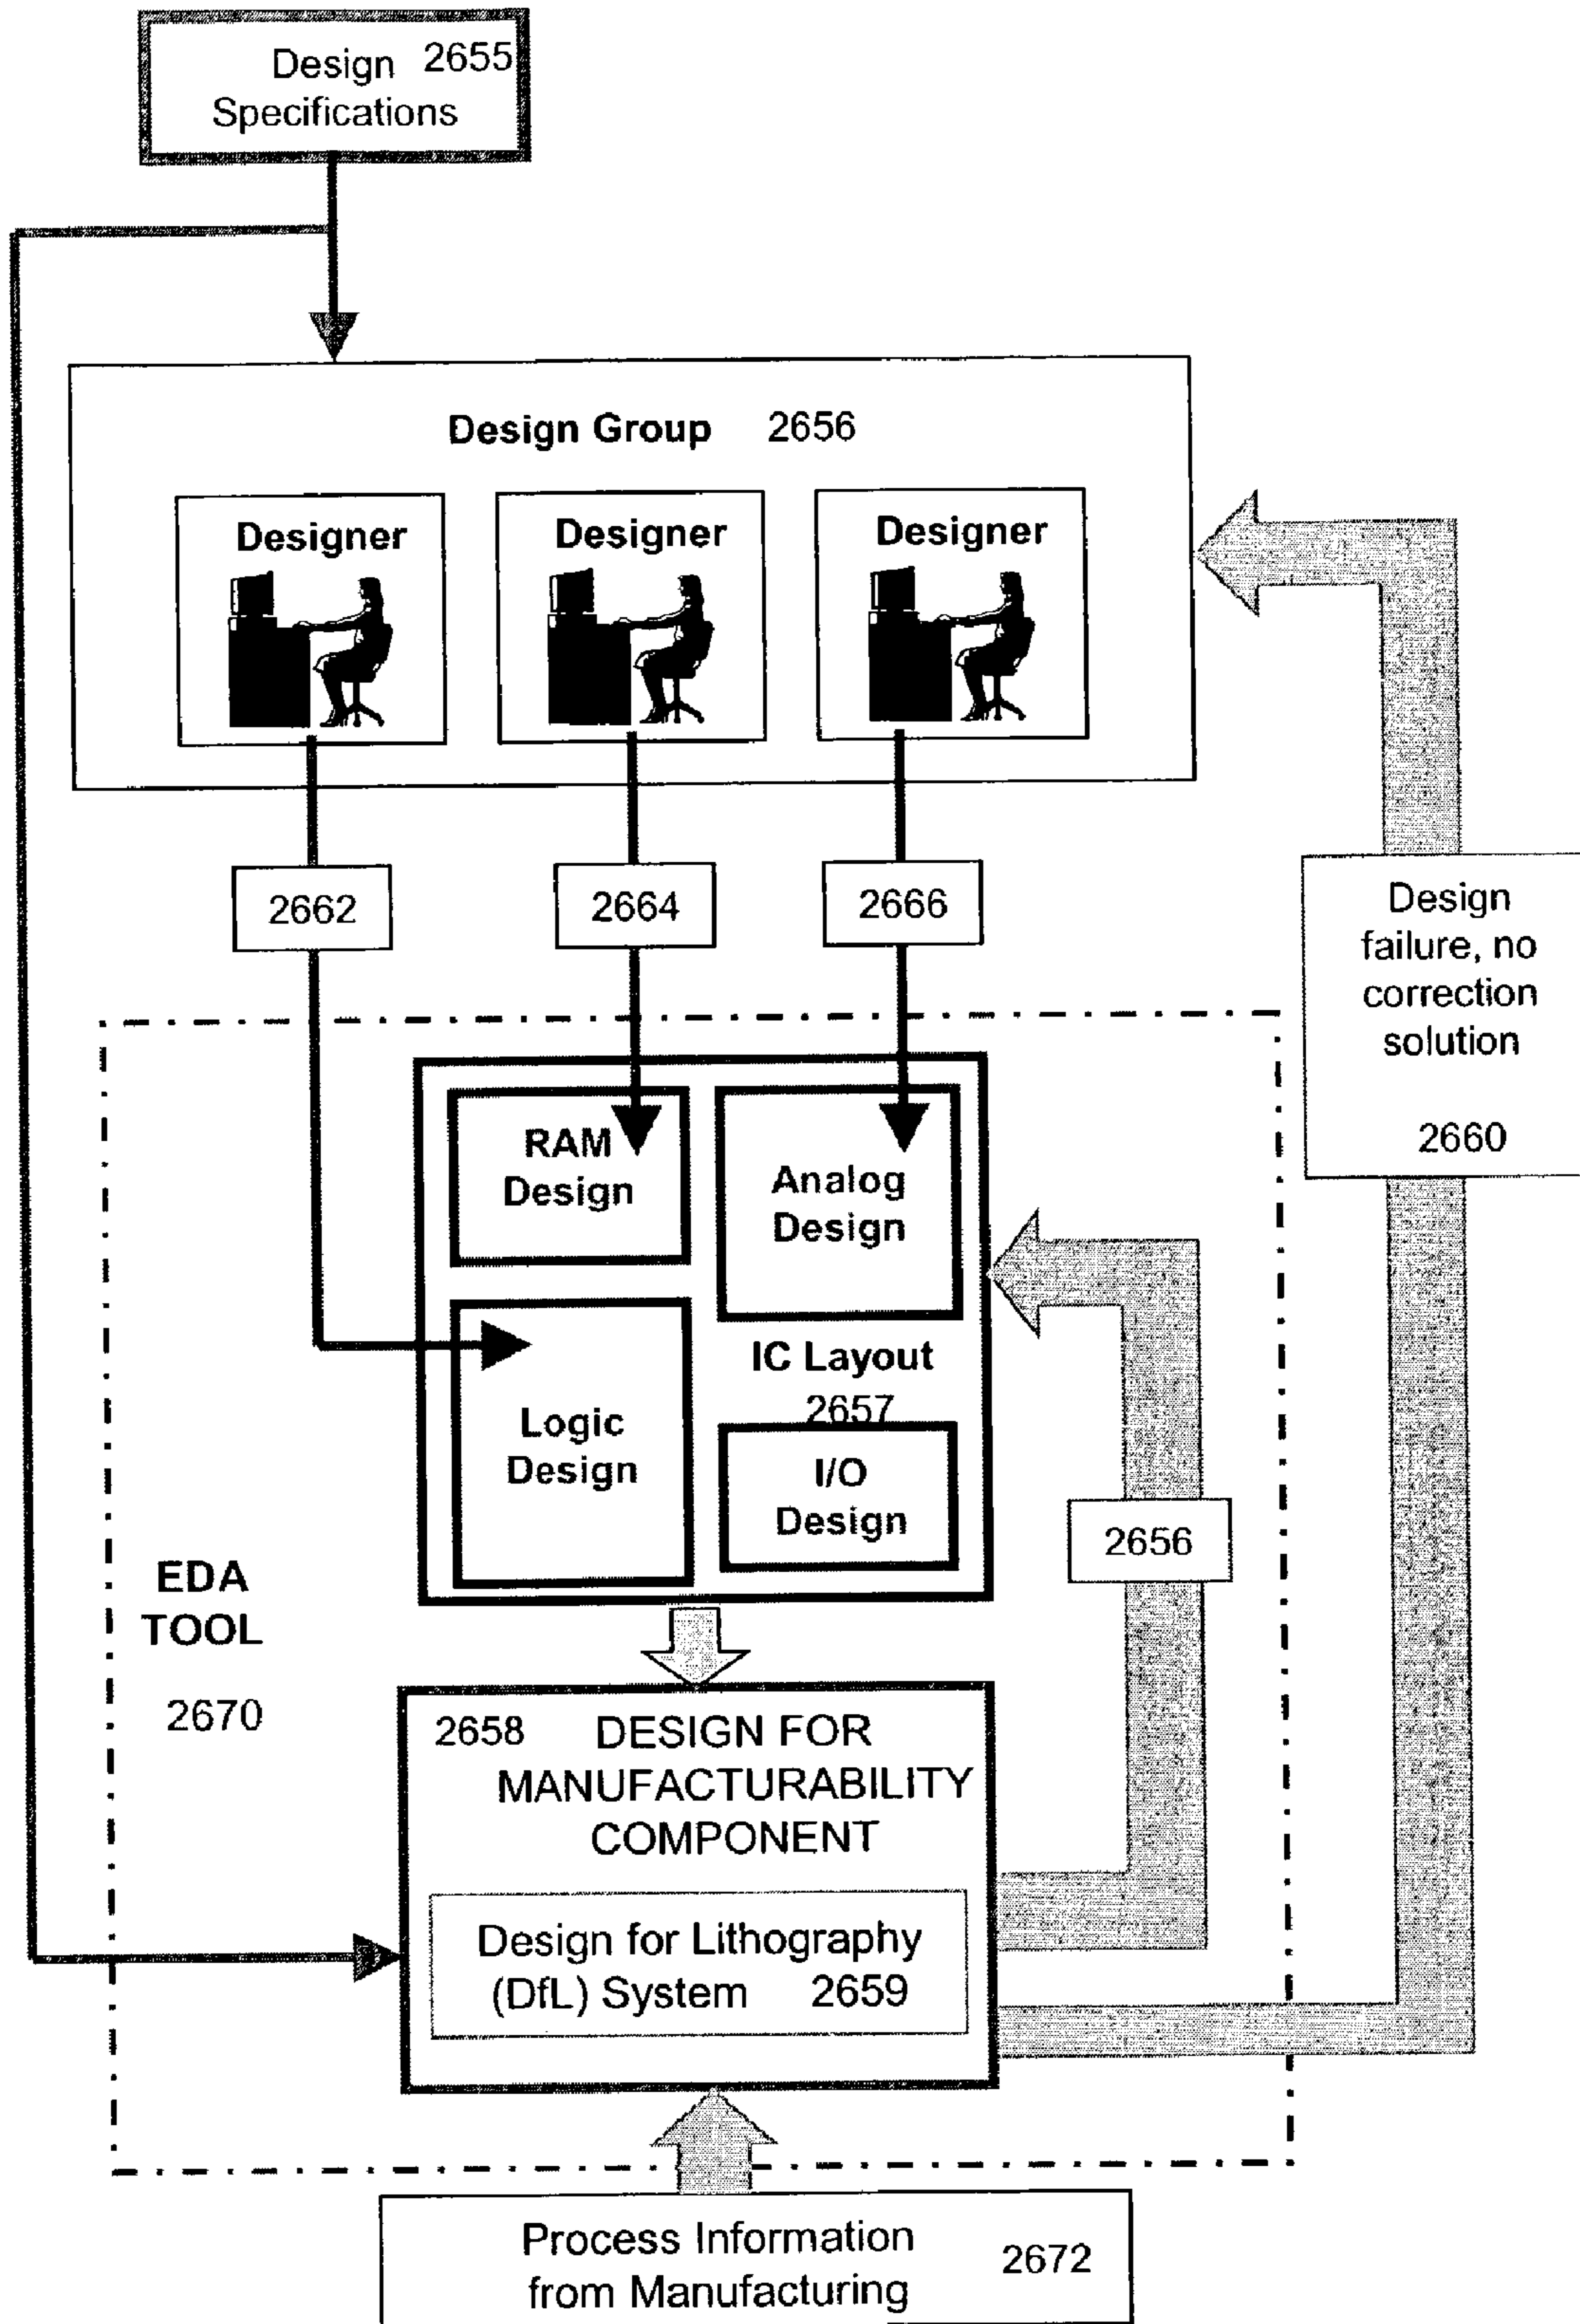 Design 2655
Specifications
Design Group 2656
Designer
Designer
Designer
2662
2664
2666
Design
failure, no
correction
solution
2660
RAM
Design
Analog
Design
IC Layout
2657
Logic
Design
I/O
Design
2656
EDA
TOOL
2670
2658 DESIGN FOR
MANUFACTURABILITY
COMPONENT
Design for Lithography
(DfL) System 2659
Process Information
from Manufacturing
2672